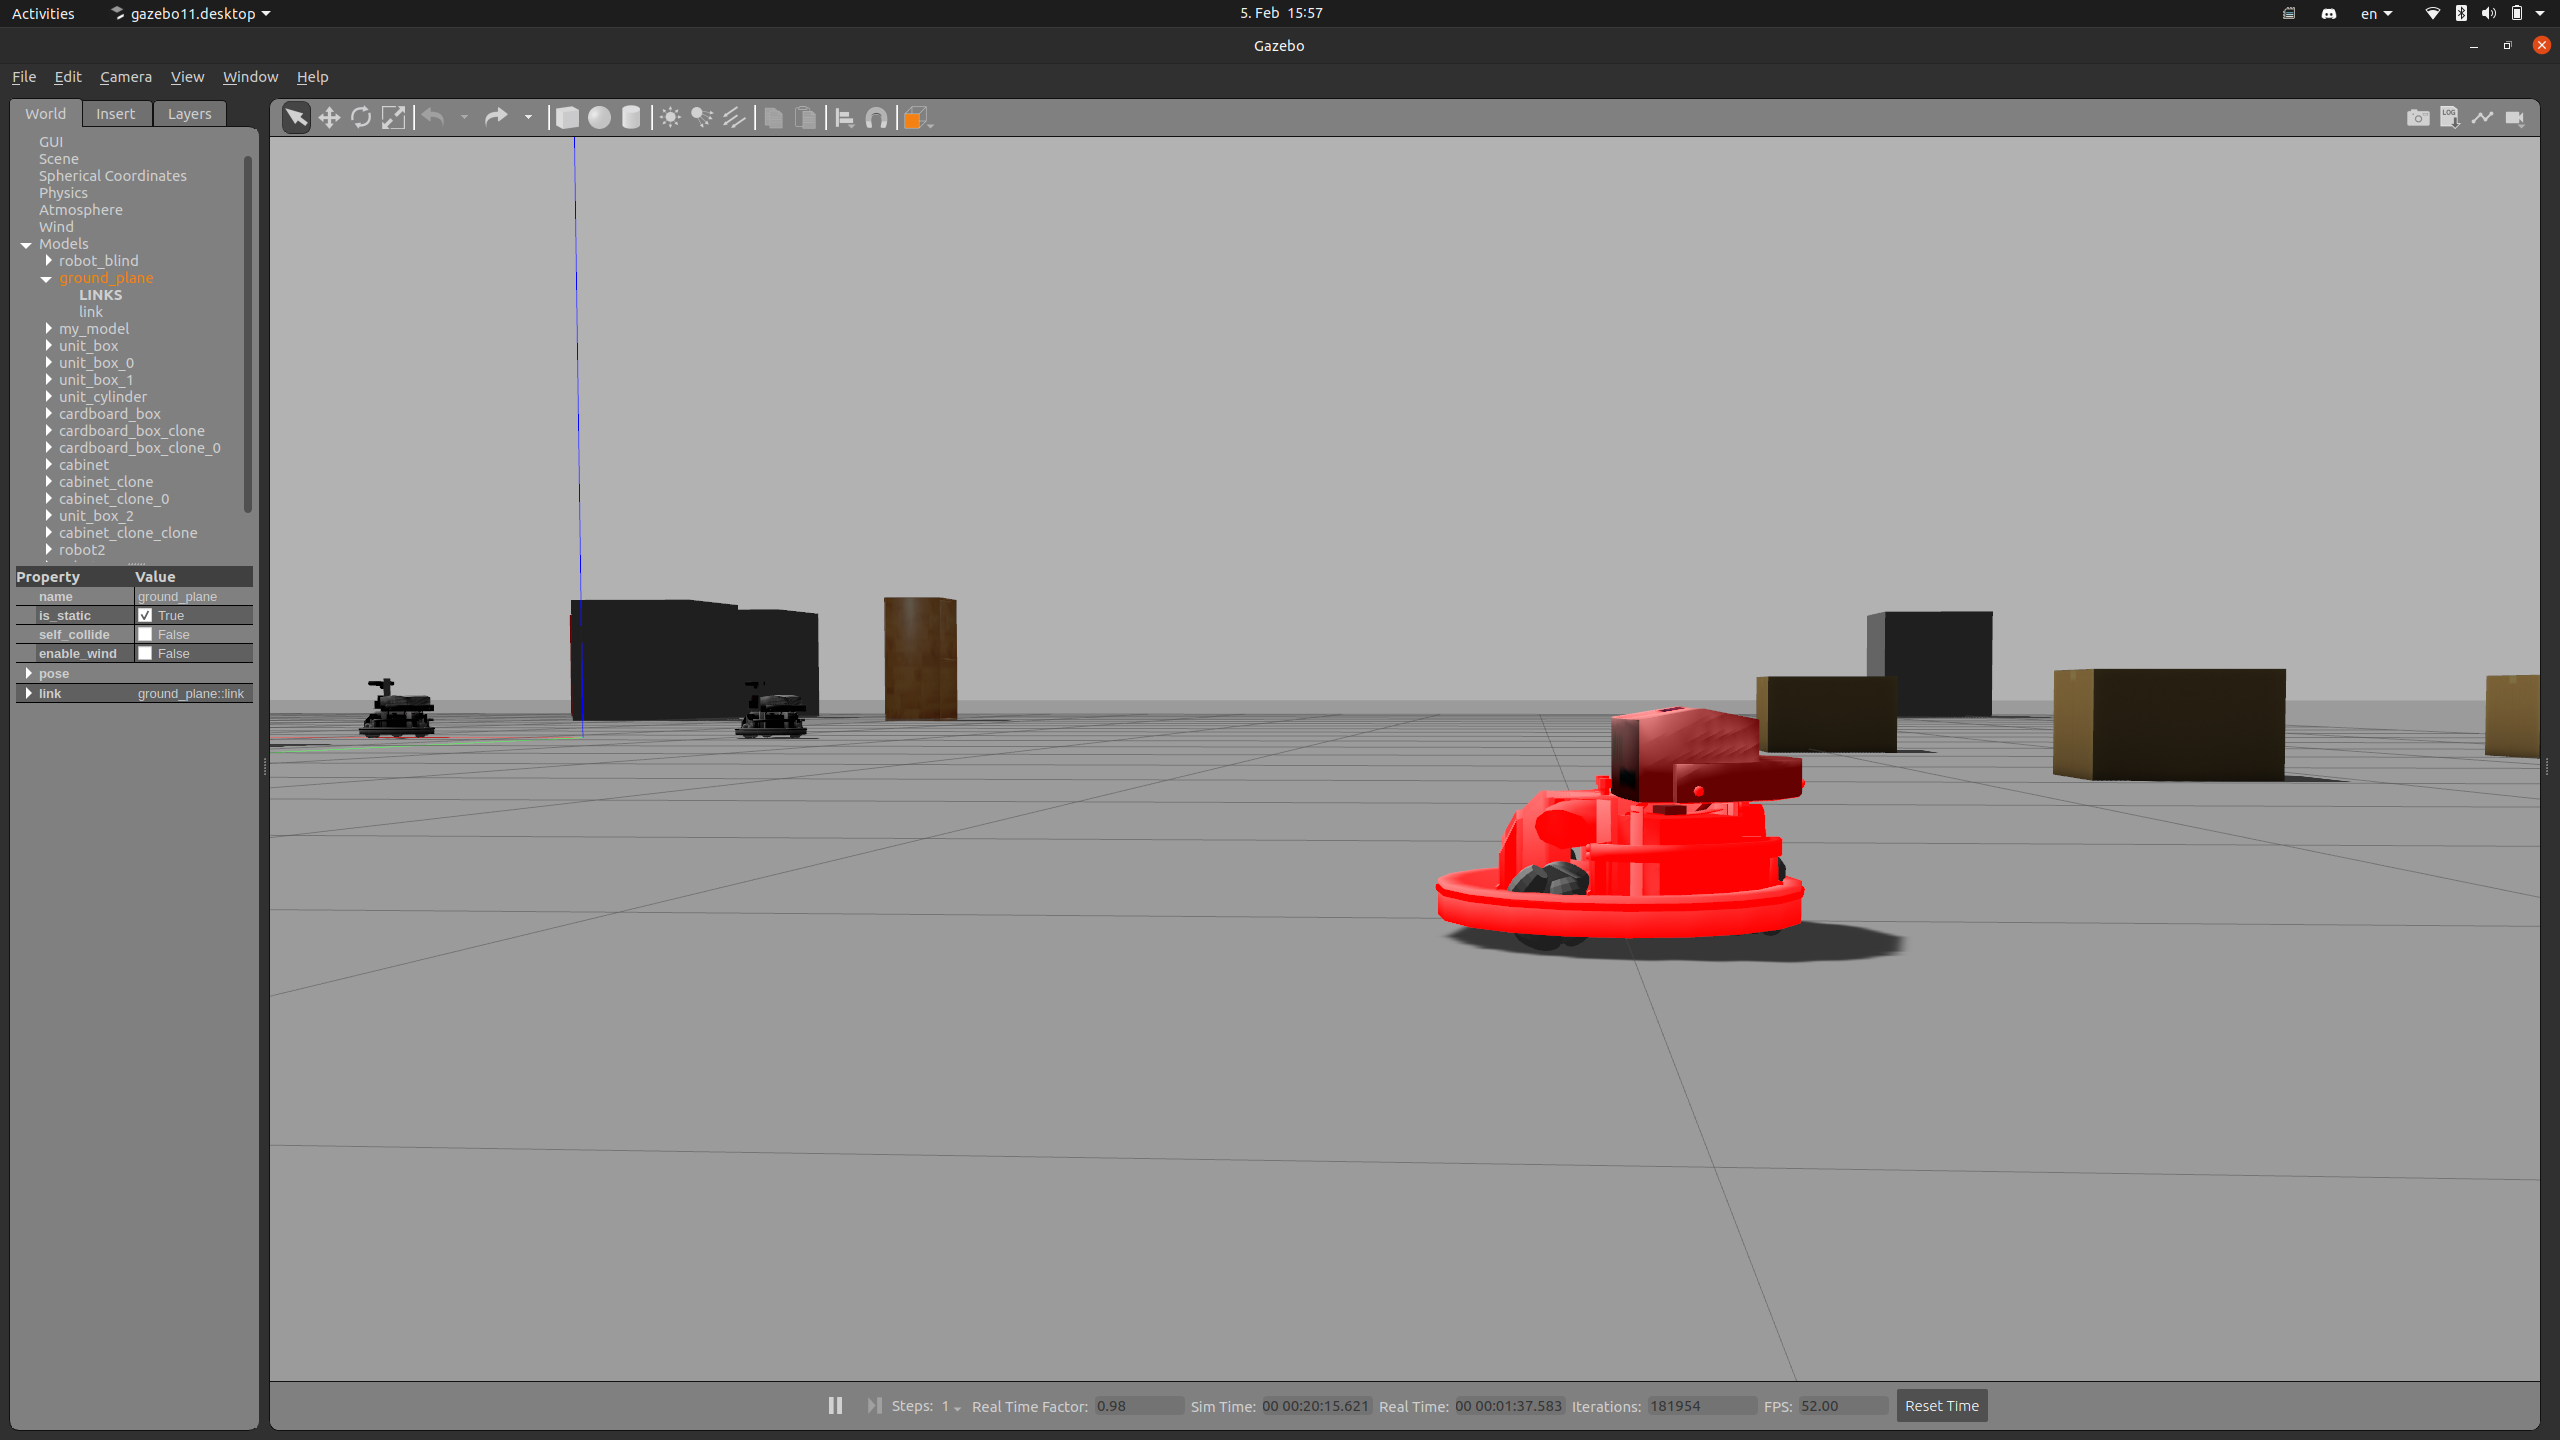 Activities gazebo11.desktop 5. Feb 15:57 en
Gazebo
File Edit Camera View Window Help
World Insert Layers
LOG
GUI
Scene
Spherical Coordinates
Physics
Atmosphere
Wind
Models
robot_blind
ground_plane
LINKS
link
my_model
unit_box
unit_box_0
unit_box_1
unit_cylinder
cardboard_box
cardboard_box_clone
cardboard_box_clone_0
cabinet
cabinet_clone
cabinet_clone_0
unit_box_2
cabinet_clone_clone
robot2
Property Value
name ground_plane
is_static True
self_collide False
enable_wind False
pose
link ground_plane::link
Steps: 1 Real Time Factor: 0.98 Sim Time: 00 00:20:15.621 Real Time: 00 00:01:37.583 Iterations: 181954 FPS: 52.00 Reset Time